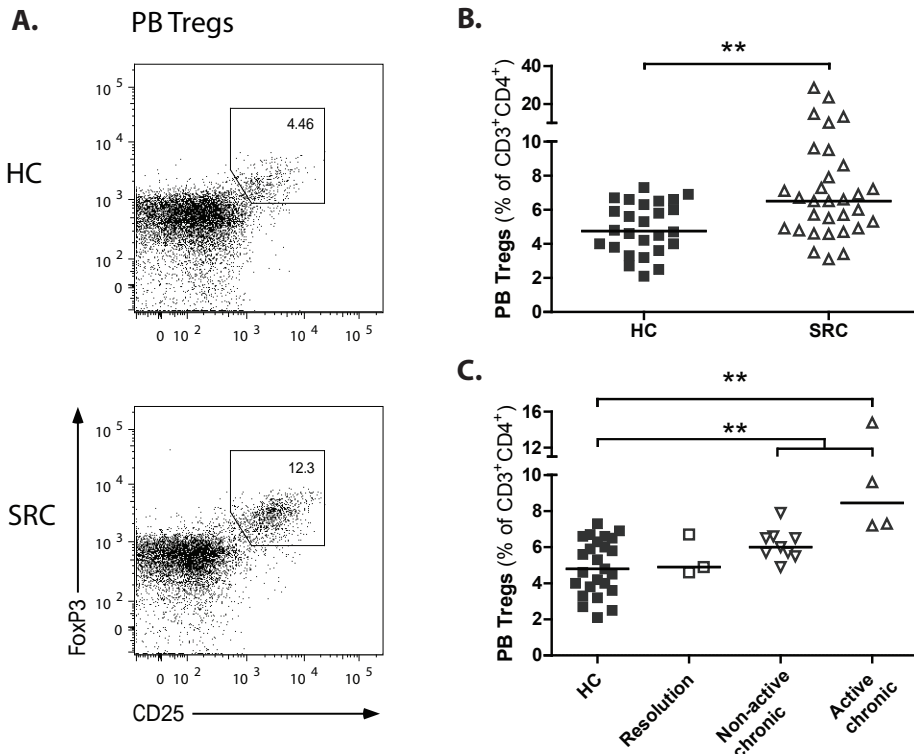 A.
PB Tregs
HC
10^5
10^4
10^3
10^2
0
4.46
0 10^2 10^3 10^4 10^5
SRC
10^5
10^4
10^3
10^2
0
12.3
0 10^2 10^3 10^4 10^5
FoxP3
CD25
B.
**
PB Tregs (% of CD3+CD4+)
40
20
10
8
6
4
2
0
HC
SRC
C.
**
**
PB Tregs (% of CD3+CD4+)
16
12
10
8
6
4
2
0
HC
Resolution
Non-active
chronic
Active
chronic